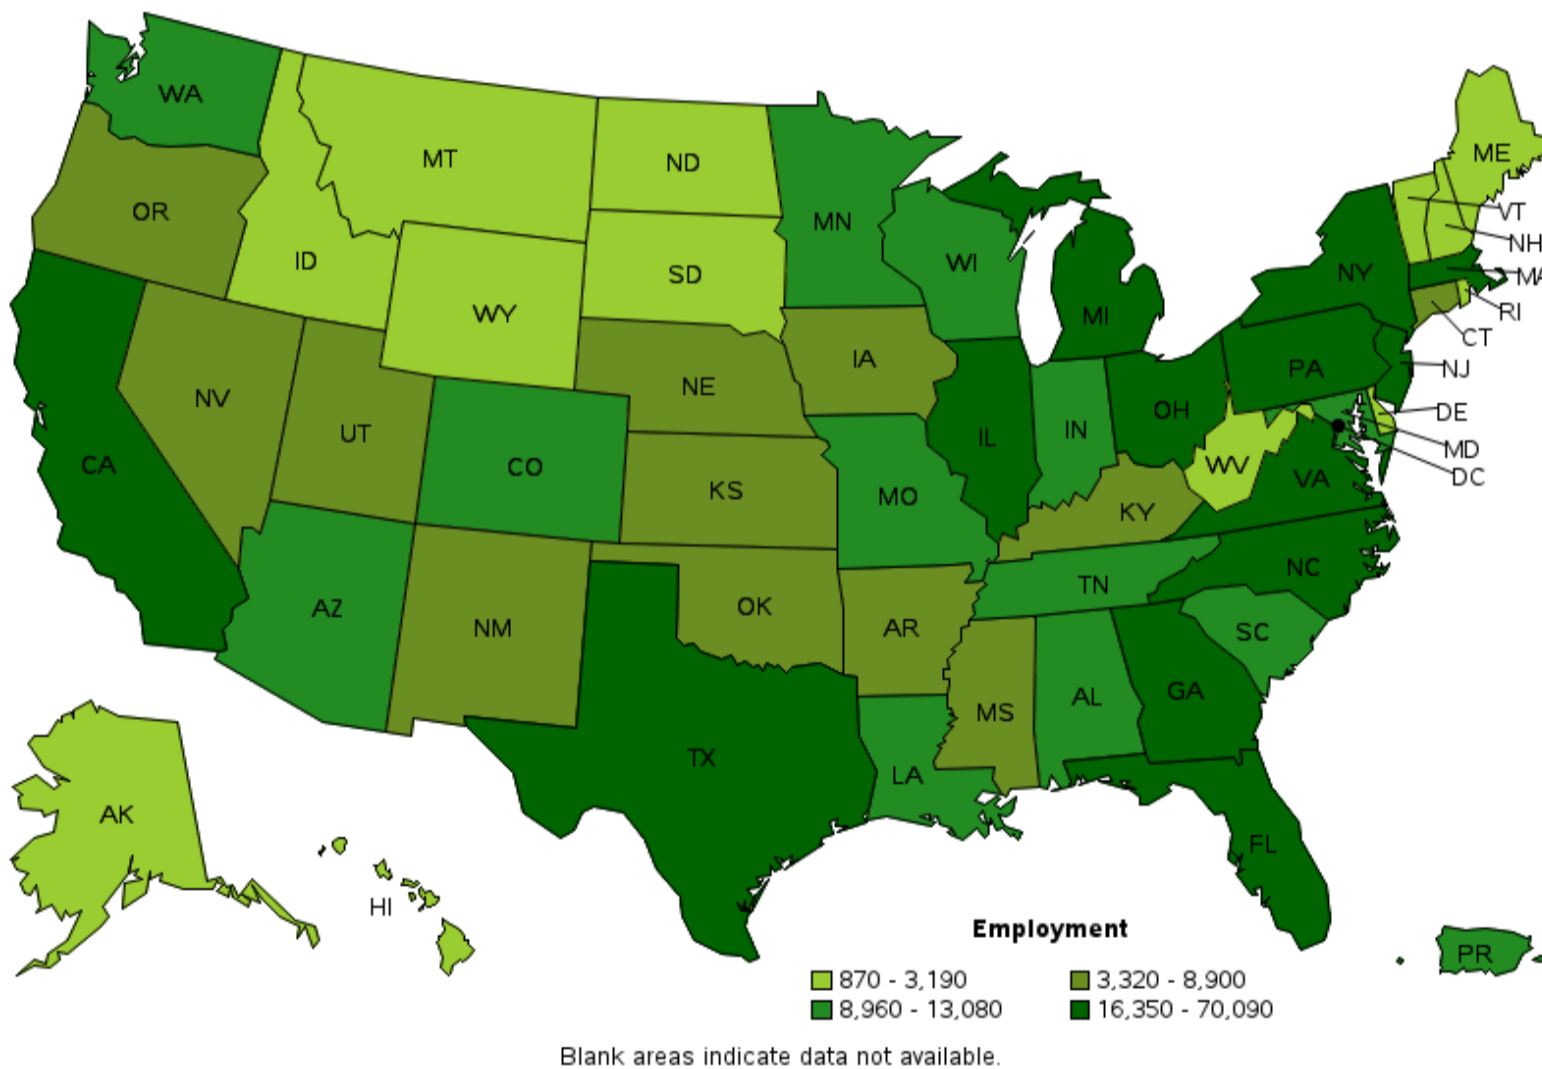 WA
MT
ND
ME
OR
MN
VT
ID
SD
WI
NH
NY
MA
WY
MI
RI
CT
IA
PA
NJ
NV
NE
OH
DE
UT
IL
IN
MD
CA
CO
WV
DC
KS
MO
VA
KY
AZ
NM
OK
TN
NC
AR
SC
MS
AL
GA
TX
LA
AK
FL
HI
PR
Employment
870 - 3,190
3,320 - 8,900
8,960 - 13,080
16,350 - 70,090
Blank areas indicate data not available.